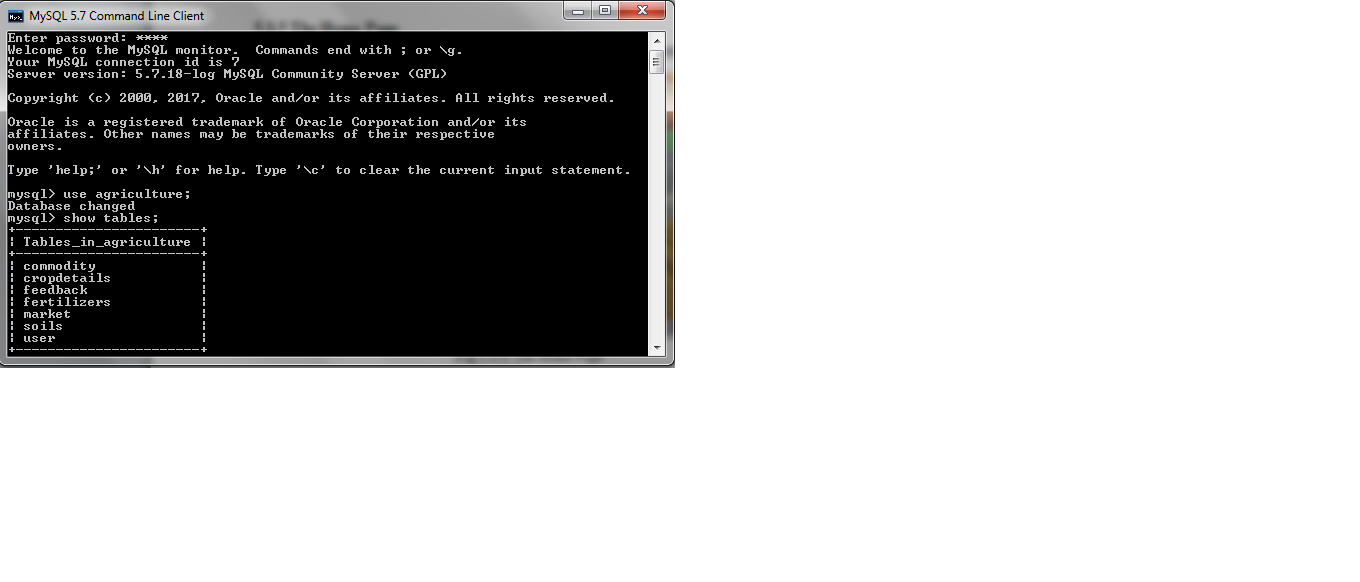 MySQL 5.7 Command Line Client
Enter password: ****
Welcome to the MySQL monitor.  Commands end with ; or \g.
Your MySQL connection id is 7
Server version: 5.7.18-log MySQL Community Server (GPL)
Copyright (c) 2000, 2017, Oracle and/or its affiliates. All rights reserved.
Oracle is a registered trademark of Oracle Corporation and/or its
affiliates. Other names may be trademarks of their respective
owners.
Type 'help;' or '\h' for help. Type '\c' to clear the current input statement.
mysql> use agriculture;
Database changed
mysql> show tables;
+-----------------------+
| Tables_in_agriculture |
+-----------------------+
| commodity             |
| cropdetails           |
| feedback              |
| fertilizers           |
| market                |
| soils                 |
| user                  |
+-----------------------+